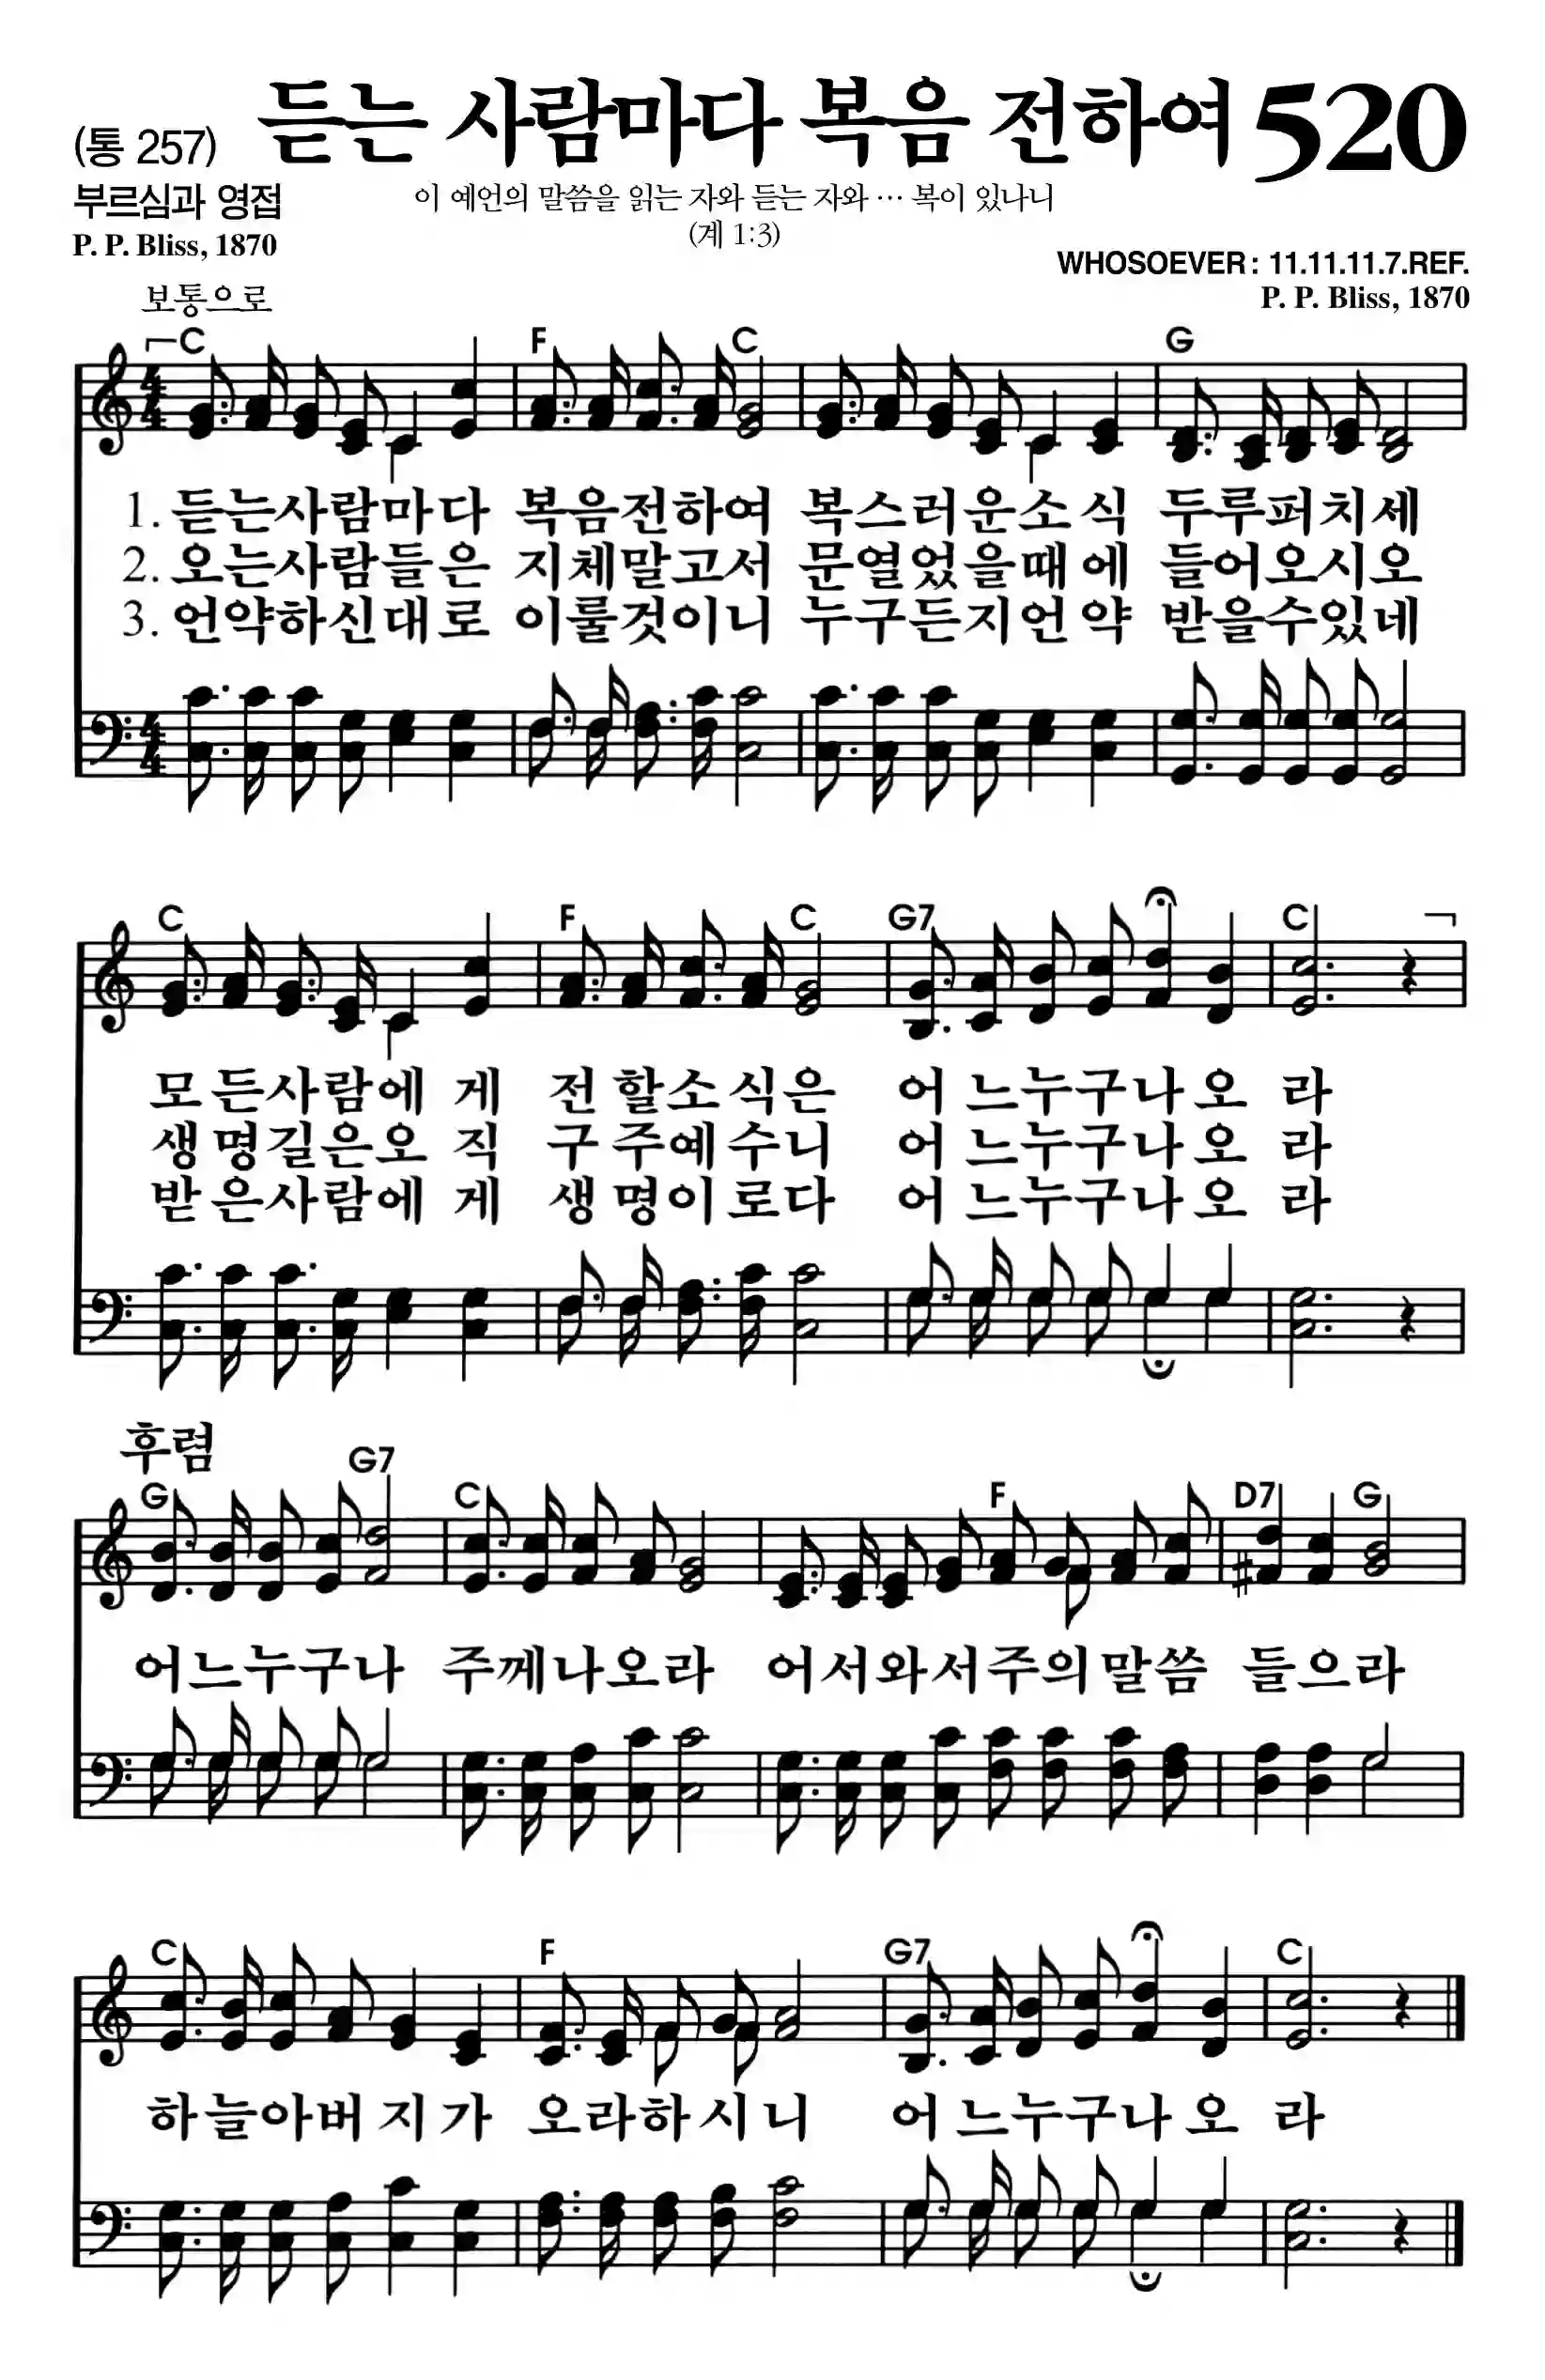 (통 257) 듣는 사람마다 복음 전하여 520
부르심과 영접
이 예언의 말씀을 읽는 자와 듣는 자와 … 복이 있나니
(계 1:3)
P. P. Bliss, 1870
WHOSOEVER : 11.11.11.7.REF.
P. P. Bliss, 1870
보통으로
C F C G
1. 듣는사람마다 복음전하여 복스러운소식 두루퍼치세
2. 오는사람들은 지체말고서 문열었을때에 들어오시오
3. 언약하신대로 이룰것이니 누구든지언약 받을수있네
C F C G7 C
모든사람에게 전할소식은 어느누구나오라
생명길은오직 구주예수니 어느누구나오라
받은사람에게 생명이로다 어느누구나오라
후렴
G G7 C F D7 G
어느누구나 주께나오라 어서와서주의말씀 들으라
C F G7 C
하늘아버지가 오라하시니 어느누구나오라